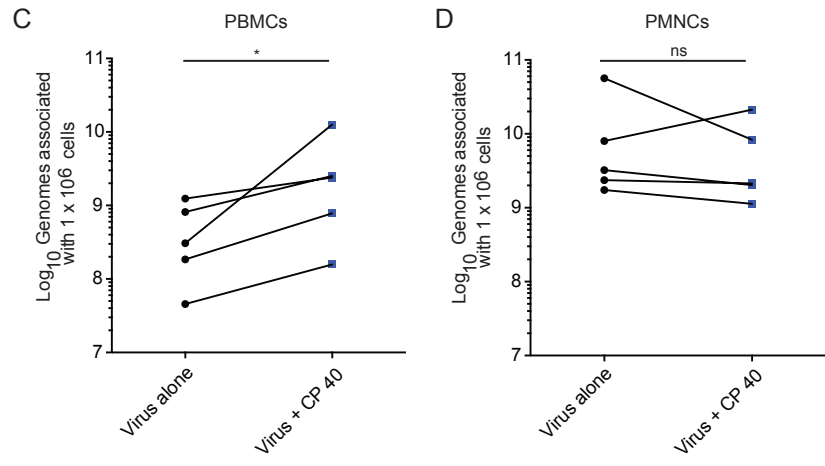 C
PBMCs
*
11
10
9
8
7
Log₁₀ Genomes associated
with 1 x 10⁶ cells
Virus alone
Virus + CP 40
D
PMNCs
ns
11
10
9
8
7
Log₁₀ Genomes associated
with 1 x 10⁶ cells
Virus alone
Virus + CP 40